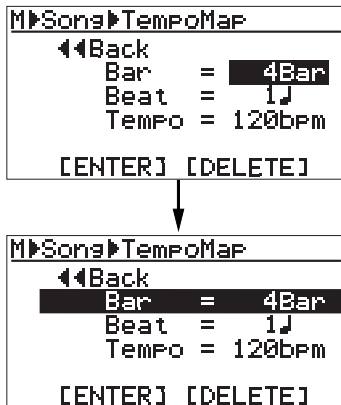 M▶Song▶TempoMap
◀◀Back
Bar = 4Bar
Beat = 1♩
Tempo = 120bpm
[ENTER] [DELETE]
M▶Song▶TempoMap
◀◀Back
Bar = 4Bar
Beat = 1♩
Tempo = 120bpm
[ENTER] [DELETE]